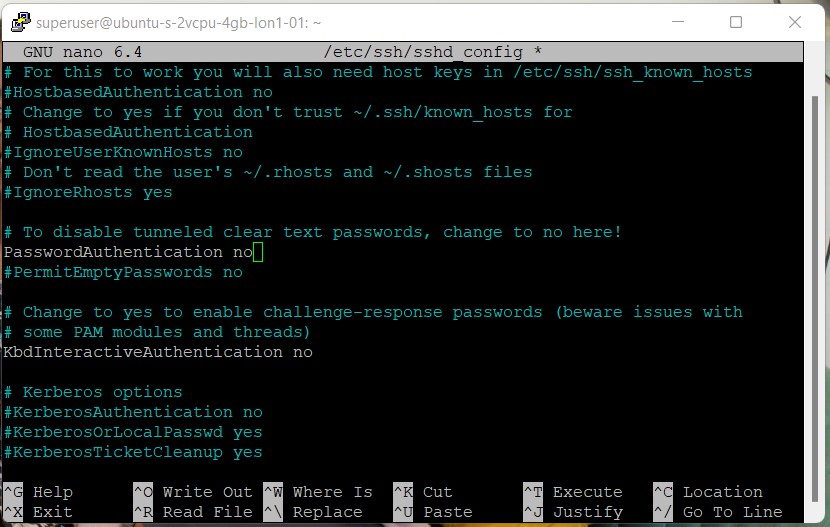 superuser@ubuntu-s-2vcpu-4gb-lon1-01: ~
GNU nano 6.4 /etc/ssh/sshd_config *
# For this to work you will also need host keys in /etc/ssh/ssh_known_hosts
#HostbasedAuthentication no
# Change to yes if you don't trust ~/.ssh/known_hosts for
# HostbasedAuthentication
#IgnoreUserKnownHosts no
# Don't read the user's ~/.rhosts and ~/.shosts files
#IgnoreRhosts yes
# To disable tunneled clear text passwords, change to no here!
PasswordAuthentication no
#PermitEmptyPasswords no
# Change to yes to enable challenge-response passwords (beware issues with
# some PAM modules and threads)
KbdInteractiveAuthentication no
# Kerberos options
#KerberosAuthentication no
#KerberosOrLocalPasswd yes
#KerberosTicketCleanup yes
^G Help ^O Write Out ^W Where Is ^K Cut ^T Execute ^C Location
^X Exit ^R Read File ^\ Replace ^U Paste ^J Justify ^/ Go To Line